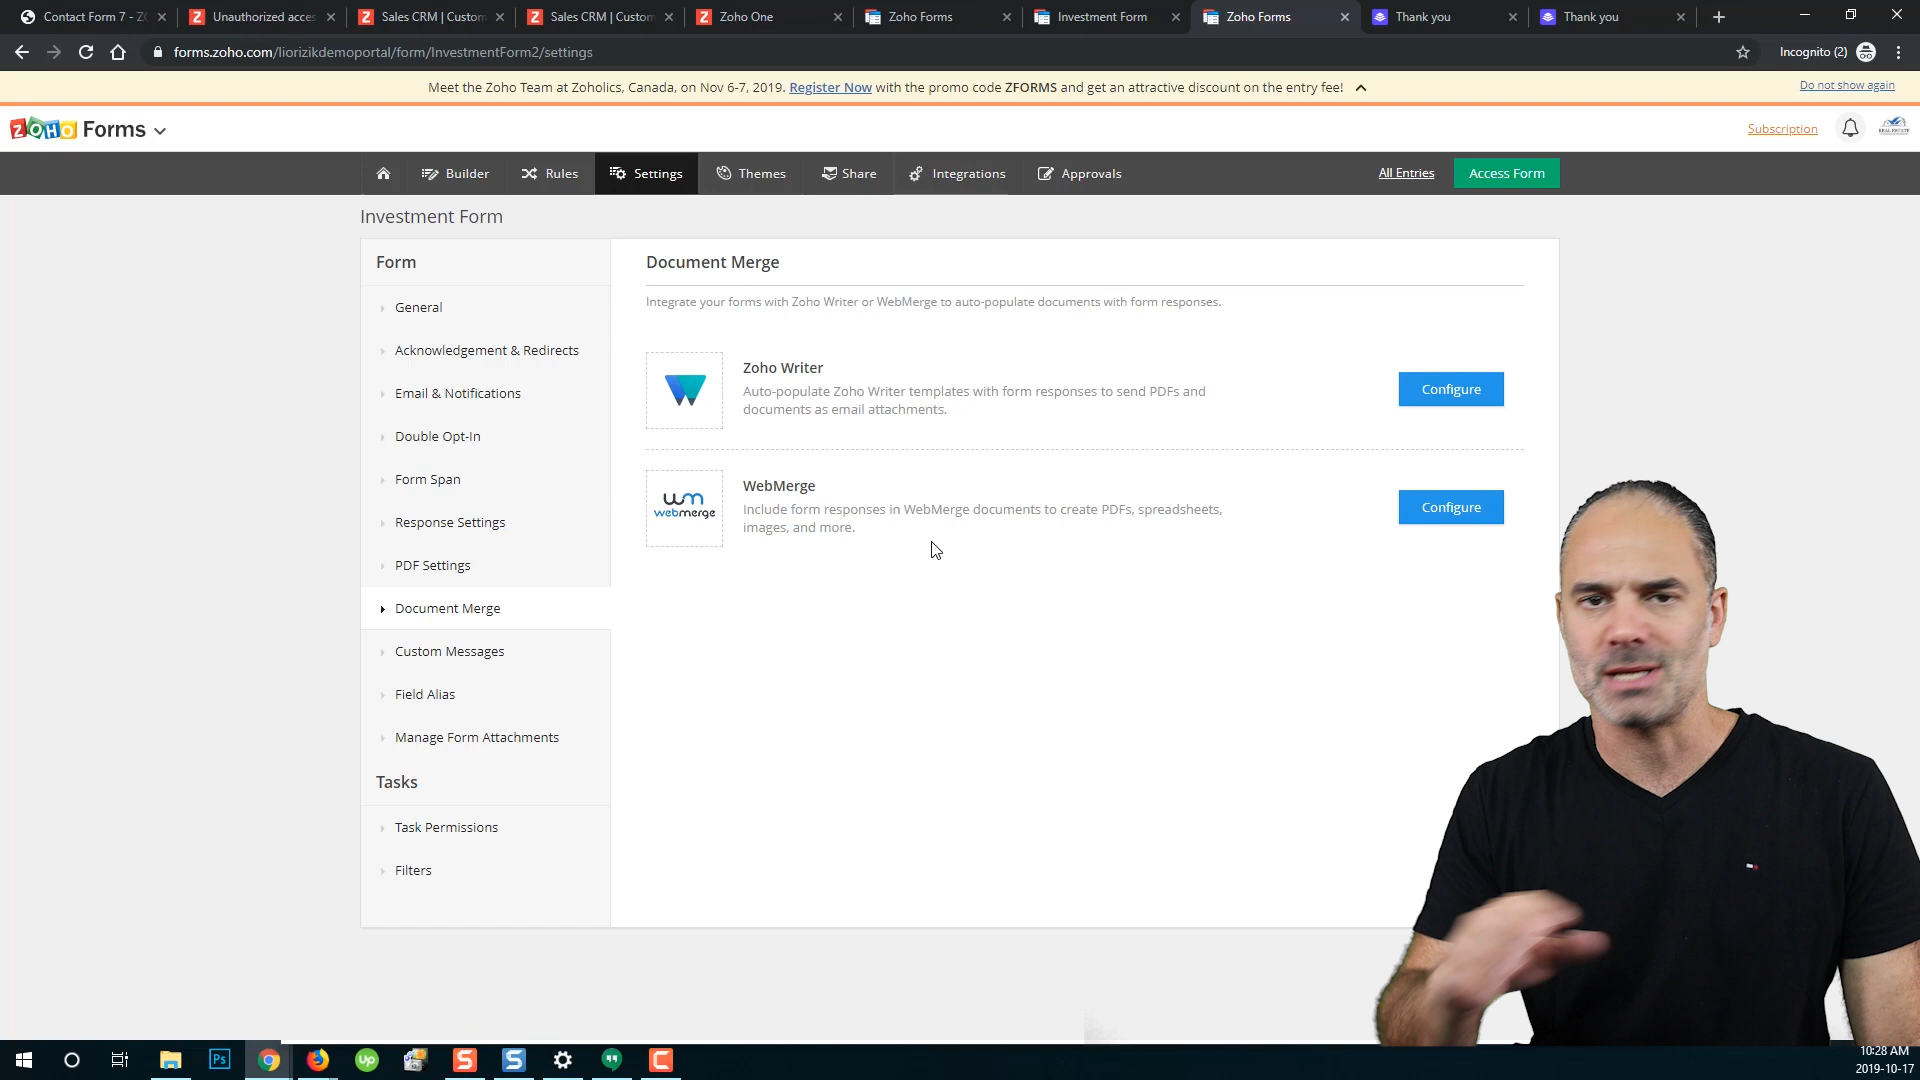 Contact Form 7 - ZO
Unauthorized acces
Sales CRM | Custom
Sales CRM | Custom
Zoho One
Zoho Forms
Investment Form
Zoho Forms
Thank you
Thank you
forms.zoho.com/liorizikdemoportal/form/InvestmentForm2/settings
Incognito (2)
Meet the Zoho Team at Zoholics, Canada, on Nov 6-7, 2019. Register Now with the promo code ZFORMS and get an attractive discount on the entry fee!
Do not show again
ZOHO Forms
Subscription
REAL ESTATE
Builder
Rules
Settings
Themes
Share
Integrations
Approvals
All Entries
Access Form
Investment Form
Form
General
Acknowledgement & Redirects
Email & Notifications
Double Opt-In
Form Span
Response Settings
PDF Settings
Document Merge
Custom Messages
Field Alias
Manage Form Attachments
Tasks
Task Permissions
Filters
Document Merge
Integrate your forms with Zoho Writer or WebMerge to auto-populate documents with form responses.
Zoho Writer
Auto-populate Zoho Writer templates with form responses to send PDFs and
documents as email attachments.
Configure
wm
webmerge
WebMerge
Include form responses in WebMerge documents to create PDFs, spreadsheets,
images, and more.
Configure
Ps
up
S
S
C
10:28 AM
2019-10-17